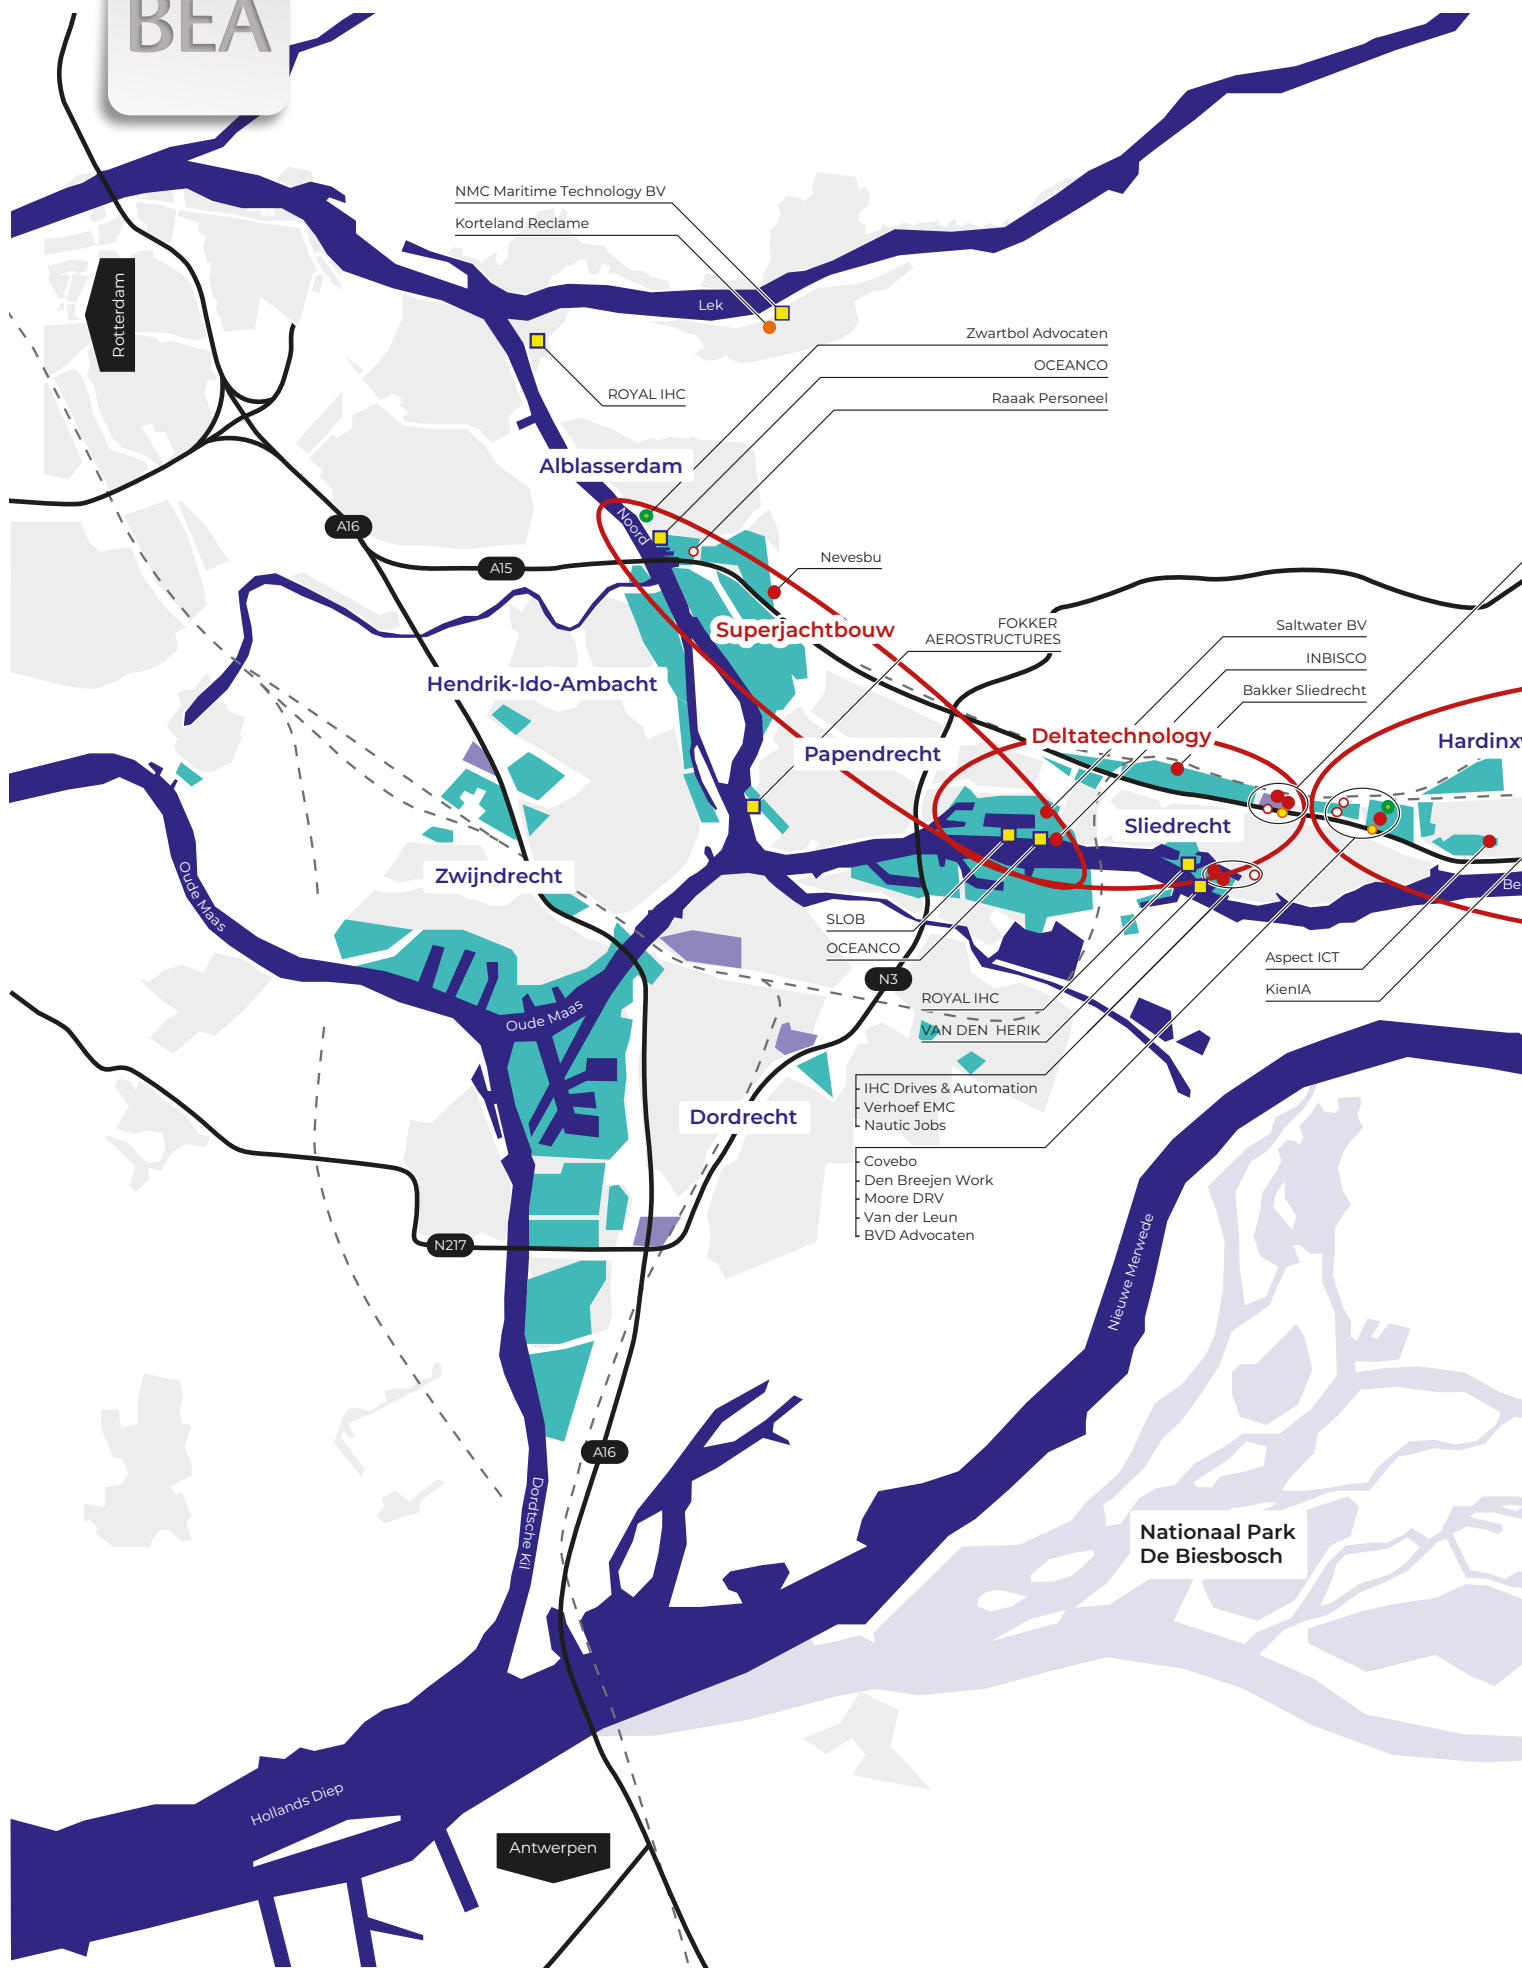 BEA
NMC Maritime Technology BV
Korteland Reclame
Rotterdam
Lek
Zwartbol Advocaten
OCEANCO
Raaak Personeel
ROYAL IHC
Alblasserdam
Noord
A16
A15
Nevesbu
Superjachtbouw
FOKKER
AEROSTRUCTURES
Saltwater BV
INBISCO
Bakker Sliedrecht
Hendrik-Ido-Ambacht
Papendrecht
Deltatechnology
Hardinxv
Sliedrecht
Zwijndrecht
Oude Maas
Be
SLOB
OCEANCO
N3
Aspect ICT
KienIA
ROYAL IHC
VAN DEN HERIK
Oude Maas
Dordrecht
- IHC Drives & Automation
- Verhoef EMC
- Nautic Jobs
- Covebo
- Den Breejen Work
- Moore DRV
- Van der Leun
- BVD Advocaten
N217
Nieuwe Merwede
A16
Dordtsche Kil
Nationaal Park
De Biesbosch
Hollands Diep
Antwerpen